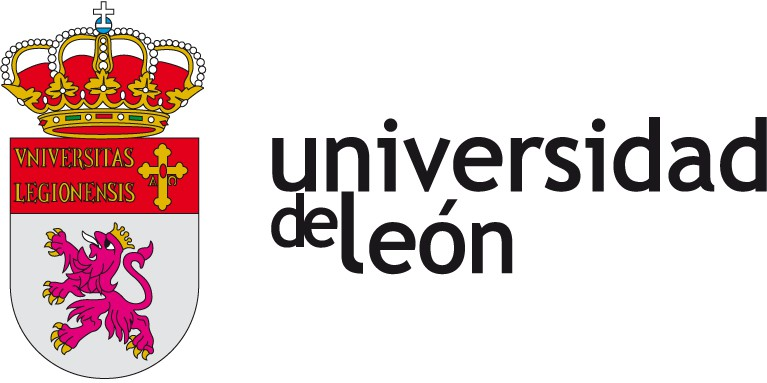 VNIVERSITAS
LEGIONENSIS
A Ω
universidad
de león